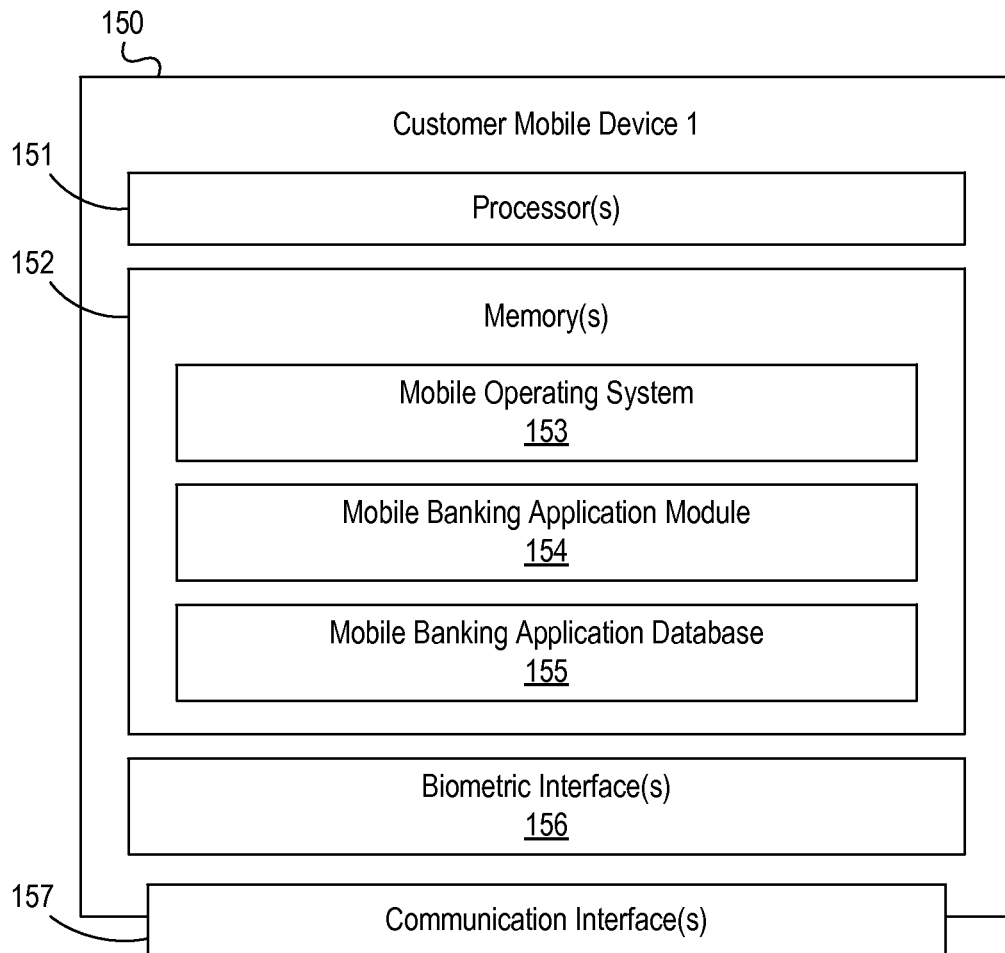 150
Customer Mobile Device 1
151
Processor(s)
152
Memory(s)
Mobile Operating System
153
Mobile Banking Application Module
154
Mobile Banking Application Database
155
Biometric Interface(s)
156
157
Communication Interface(s)